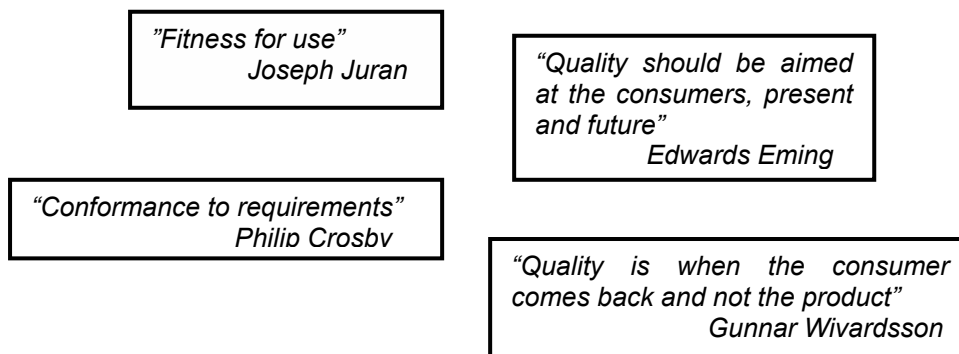 ”Fitness for use”
Joseph Juran
“Quality should be aimed
at the consumers, present
and future”
Edwards Eming
“Conformance to requirements”
Philip Crosby
“Quality is when the consumer
comes back and not the product”
Gunnar Wivardsson